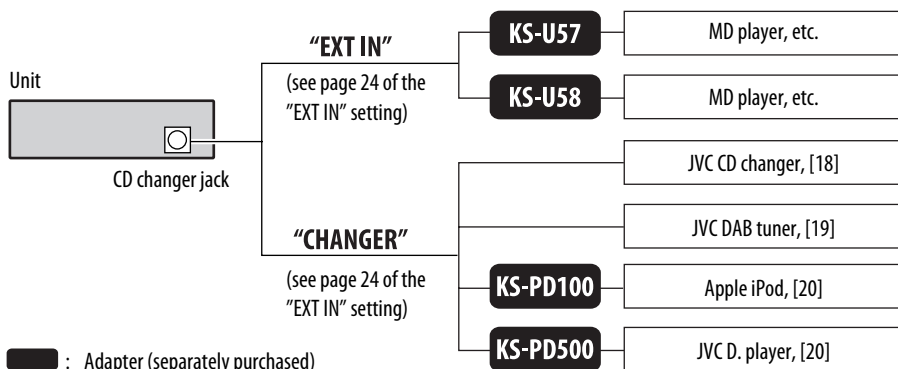 Unit
CD changer jack
"EXT IN"
(see page 24 of the
"EXT IN" setting)
KS-U57
MD player, etc.
KS-U58
MD player, etc.
"CHANGER"
(see page 24 of the
"EXT IN" setting)
JVC CD changer, [18]
JVC DAB tuner, [19]
KS-PD100
Apple iPod, [20]
KS-PD500
JVC D. player, [20]
: Adapter (separately purchased)